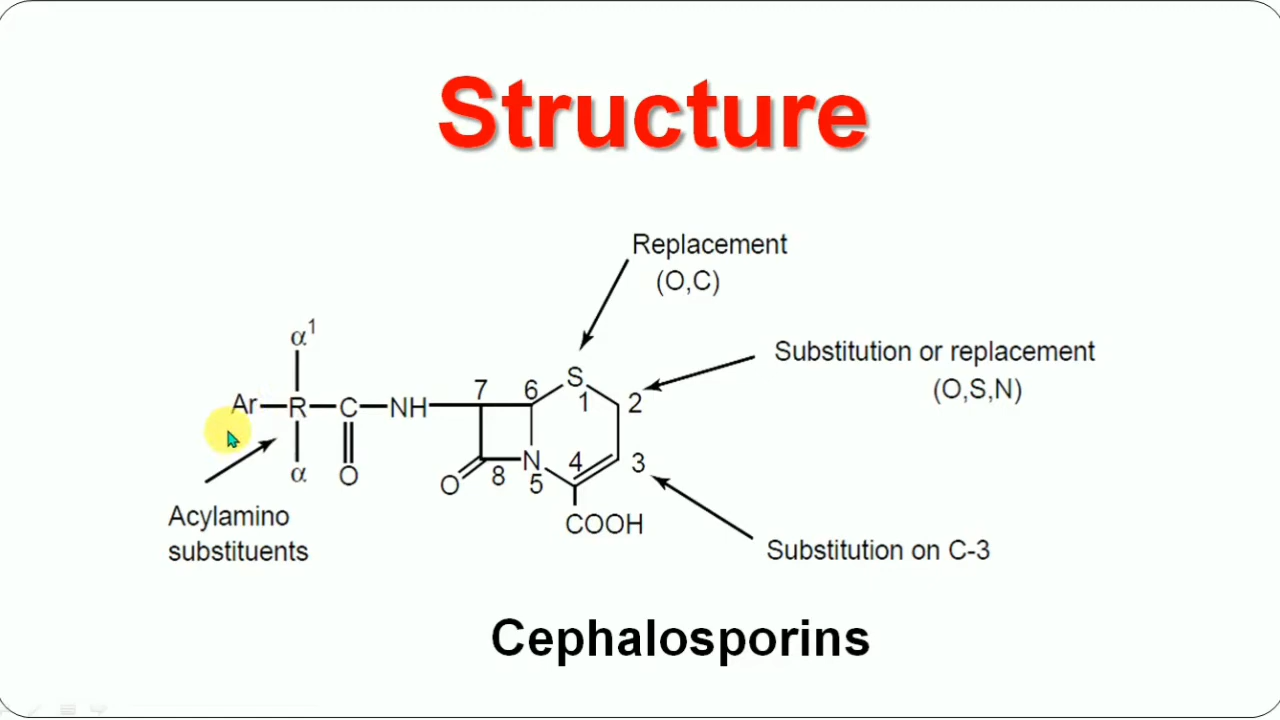 Structure
Replacement
(O,C)
α1
Substitution or replacement
(O,S,N)
S
7 6 1 2
Ar R C NH
N 4 3
α O O 8 5
COOH
Acylamino
substituents
Substitution on C-3
Cephalosporins